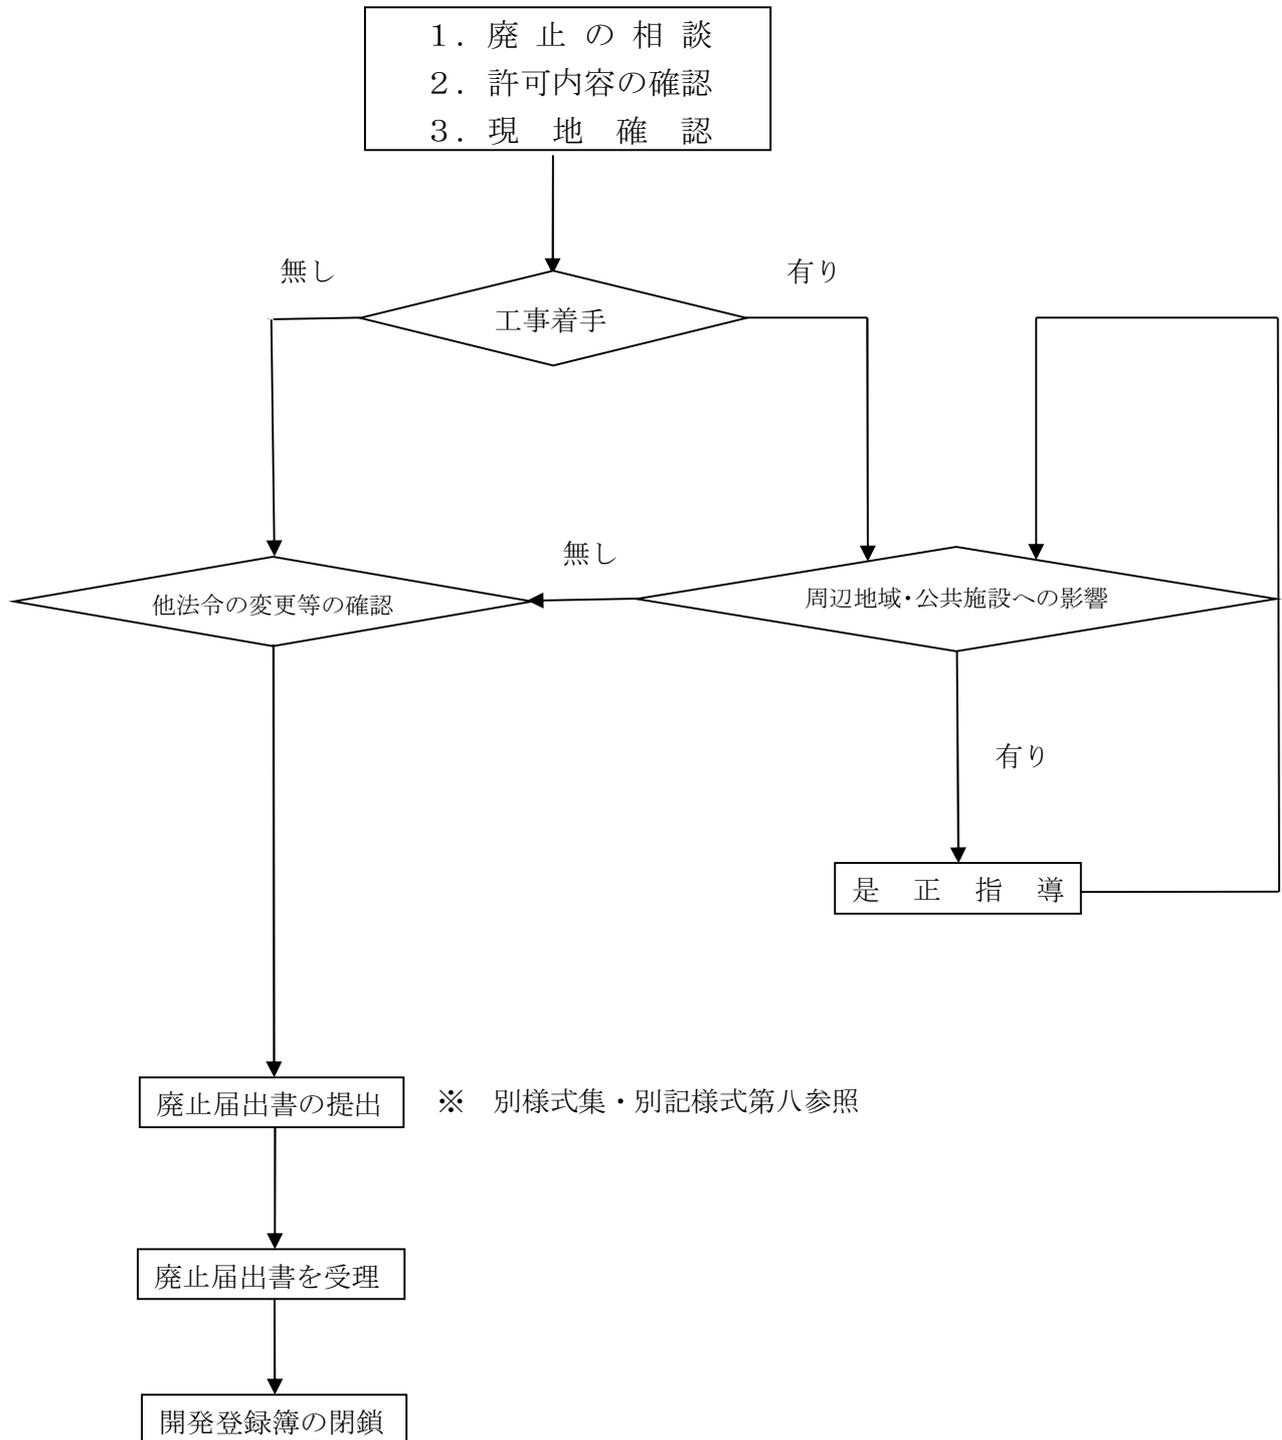 １．廃 止 の 相 談
２．許可内容の確認
３．現　地　確　認
無し
有り
工事着手
無し
他法令の変更等の確認
周辺地域・公共施設への影響
有り
是　正　指　導
廃止届出書の提出
※　別様式集・別記様式第八参照
廃止届出書を受理
開発登録簿の閉鎖